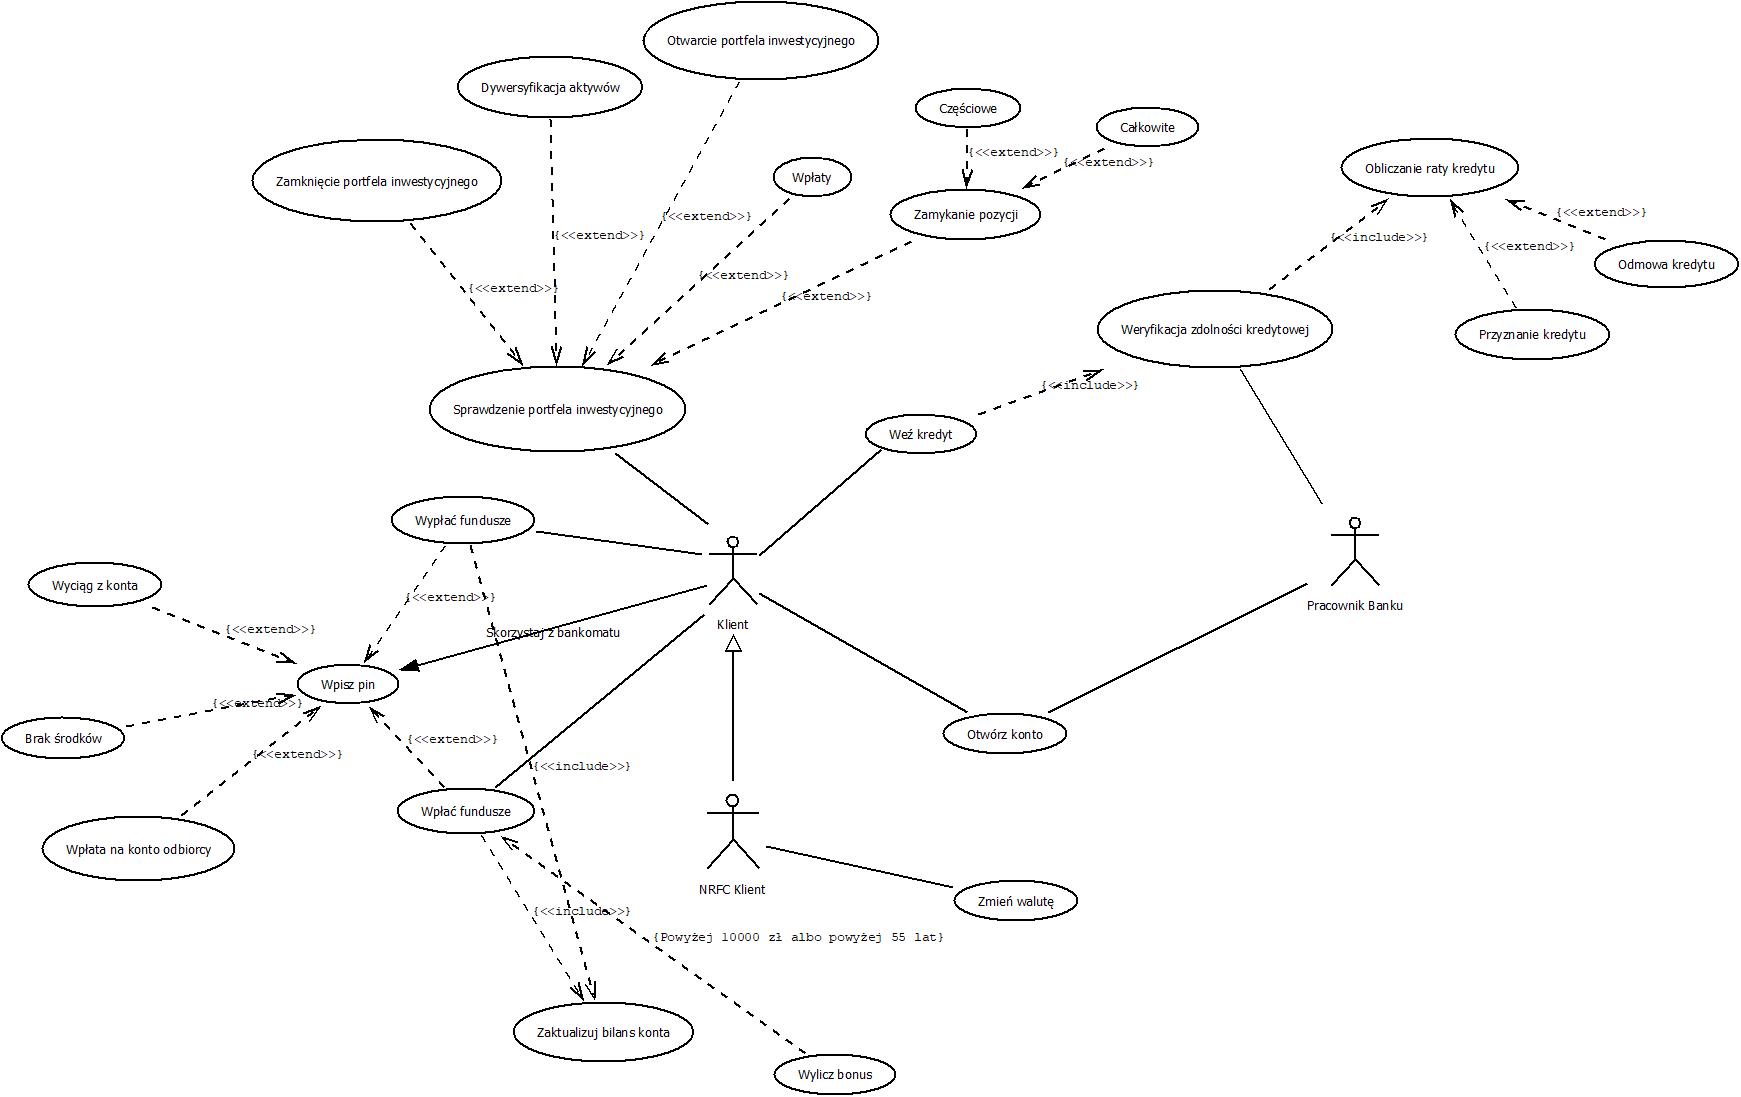 Otwarcie portfela inwestycyjnego
Dywersyfikacja aktywów
Częściowe
Całkowite
{<<extend>>}
{<<extend>>}
Obliczanie raty kredytu
Zamknięcie portfela inwestycyjnego
Wpłaty
Zamykanie pozycji
{<<extend>>}
{<<extend>>}
{<<extend>>}
{<<include>>}
{<<extend>>}
Odmowa kredytu
{<<extend>>}
{<<extend>>}
{<<extend>>}
Weryfikacja zdolności kredytowej
Przyznanie kredytu
{<<include>>}
Sprawdzenie portfela inwestycyjnego
Weź kredyt
Wypłać fundusze
Wyciąg z konta
{<<extend>>}
Pracownik Banku
Klient
{<<extend>>}
Skorzystaj z bankomatu
Wpisz pin
{<<extend>>}
Brak środków
{<<extend>>}
Otwórz konto
{<<extend>>}
{<<include>>}
Wpłać fundusze
Wpłata na konto odbiorcy
NRFC Klient
Zmień walutę
{<<include>>}
{Powyżej 10000 zł albo powyżej 55 lat}
Zaktualizuj bilans konta
Wylicz bonus